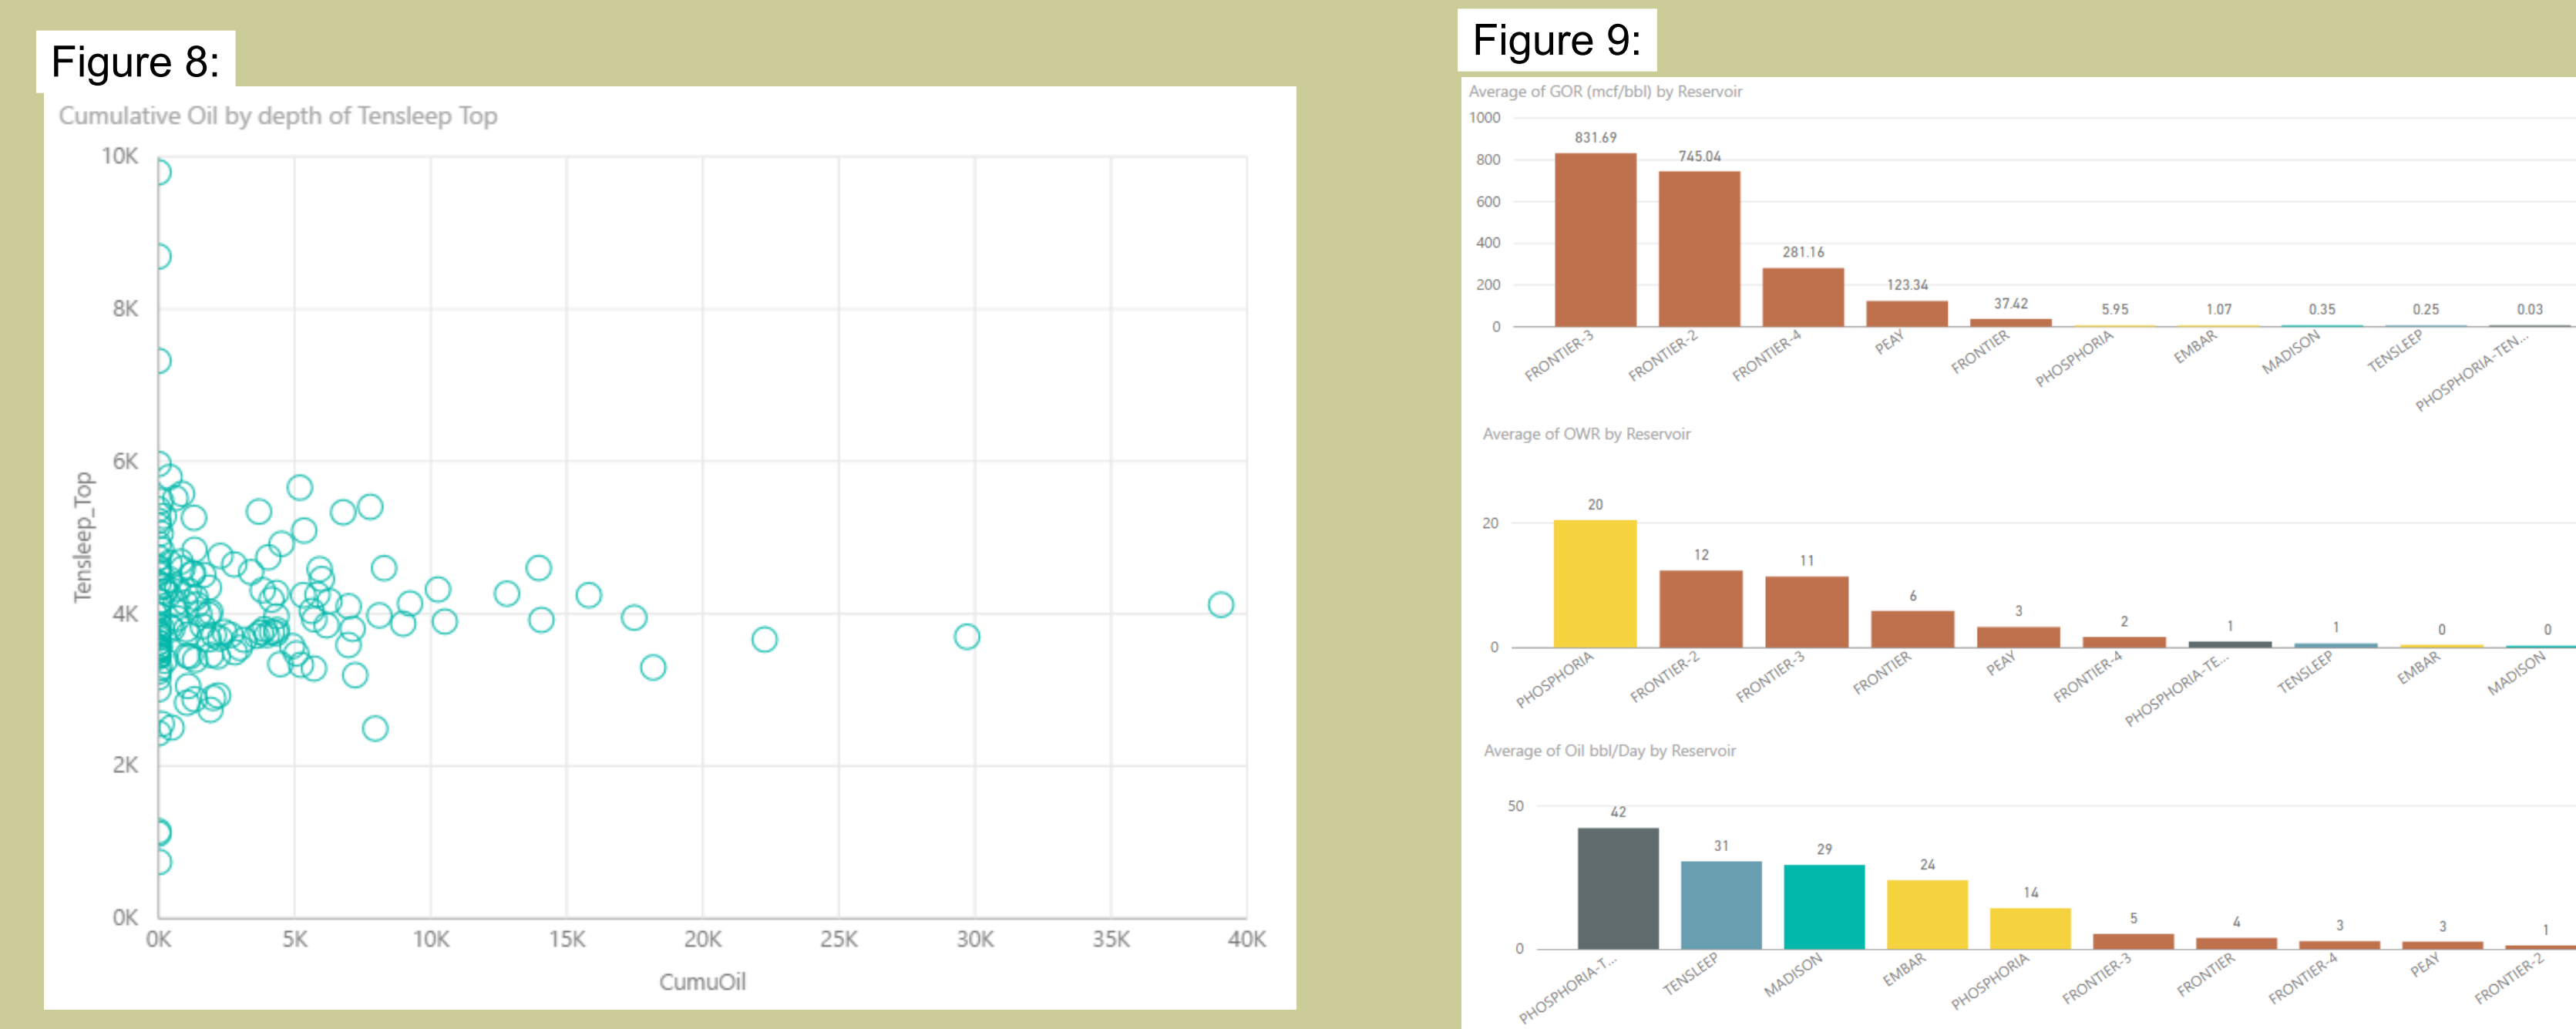 Figure 8:
Cumulative Oil by depth of Tensleep Top
10K
8K
6K
4K
2K
0K
Tensleep_Top
0K 5K 10K 15K 20K 25K 30K 35K 40K
CumuOil
Figure 9:
Average of GOR (mcf/bbl) by Reservoir
1000
800
600
400
200
0
831.69 745.04 281.16 123.34 37.42 5.95 1.07 0.35 0.25 0.03
FRONTIER-3 FRONTIER-2 FRONTIER-4 PEAY FRONTIER PHOSPHORIA EMBAR MADISON TENSLEEP PHOSPHORIA-TEN...
Average of OWR by Reservoir
20
0
20 12 11 6 3 2 1 1 0 0
PHOSPHORIA FRONTIER-2 FRONTIER-3 FRONTIER PEAY FRONTIER-4 PHOSPHORIA-TE... TENSLEEP EMBAR MADISON
Average of Oil bbl/Day by Reservoir
50
0
42 31 29 24 14 5 4 3 3 1
PHOSPHORIA-T... TENSLEEP MADISON EMBAR PHOSPHORIA FRONTIER-3 FRONTIER FRONTIER-4 PEAY FRONTIER-2